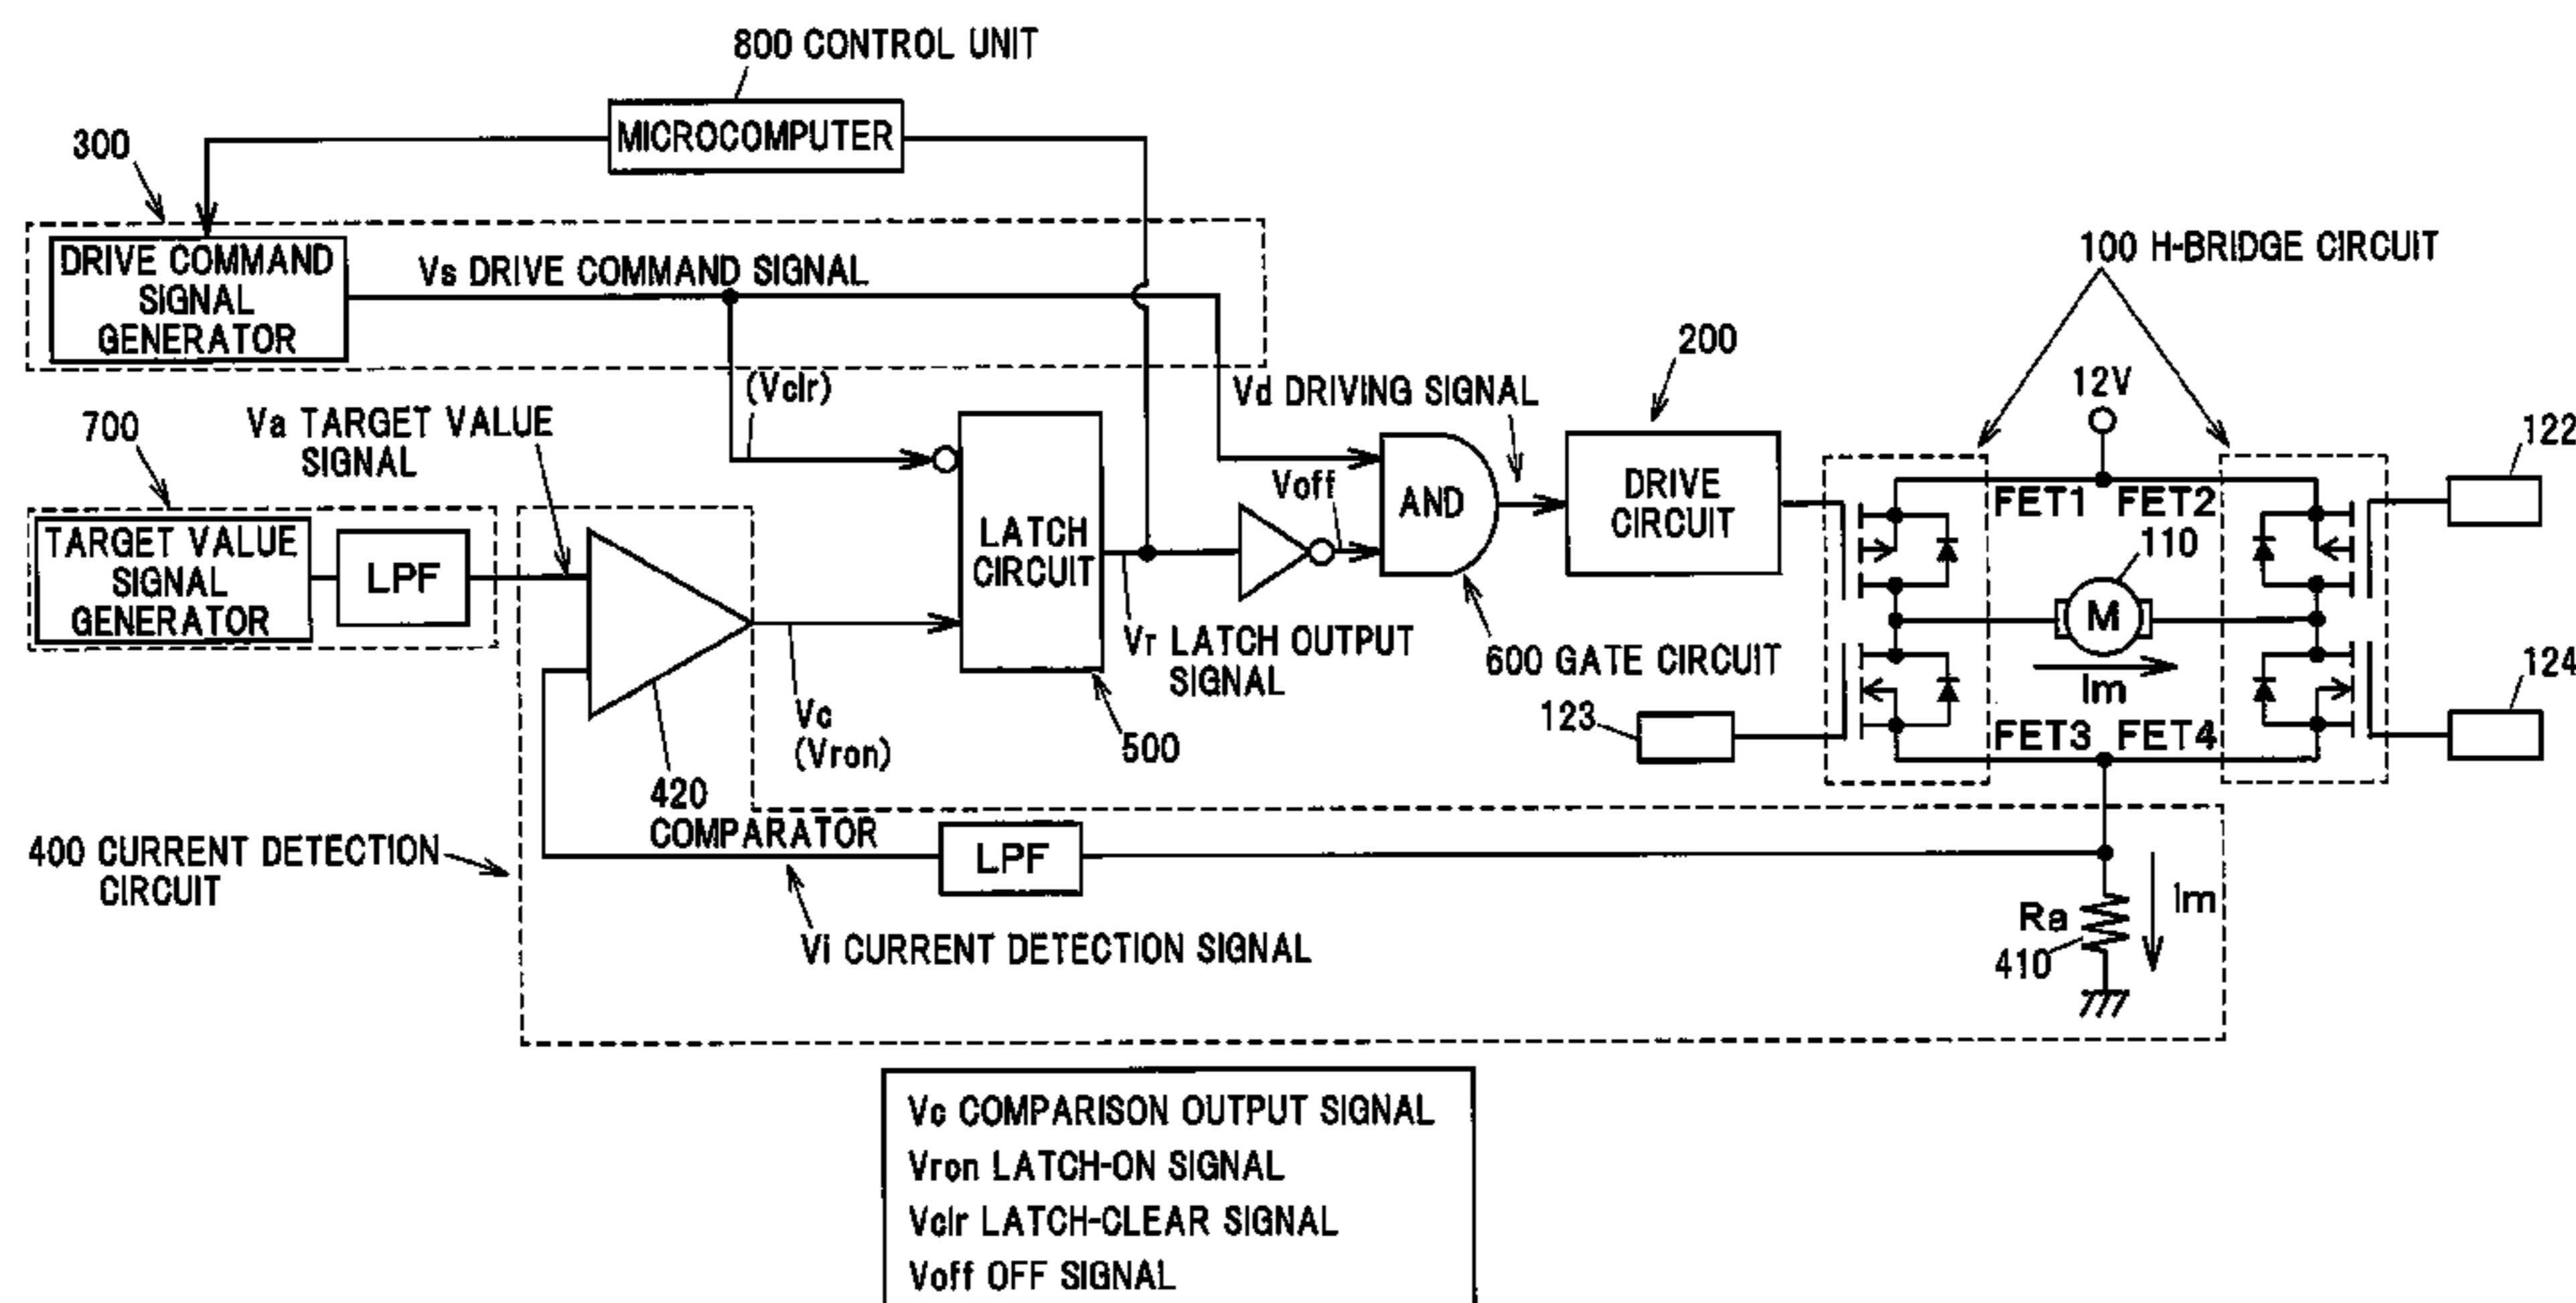 800 CONTROL UNIT
MICROCOMPUTER
300
DRIVE COMMAND
SIGNAL
GENERATOR
Vs DRIVE COMMAND SIGNAL
100 H-BRIDGE CIRCUIT
(Vclr)
200
Vd DRIVING SIGNAL
12V
122
700
Va TARGET VALUE
SIGNAL
TARGET VALUE
SIGNAL
GENERATOR
LPF
LATCH
CIRCUIT
Voff
AND
DRIVE
CIRCUIT
FET1 FET2
110
M
Im
Vr LATCH OUTPUT
SIGNAL
600 GATE CIRCUIT
123
FET3 FET4
124
Vc
(Vron)
500
420
COMPARATOR
400 CURRENT DETECTION
CIRCUIT
LPF
Vi CURRENT DETECTION SIGNAL
Ra
410
Im
Vc COMPARISON OUTPUT SIGNAL
Vron LATCH-ON SIGNAL
Vclr LATCH-CLEAR SIGNAL
Voff OFF SIGNAL